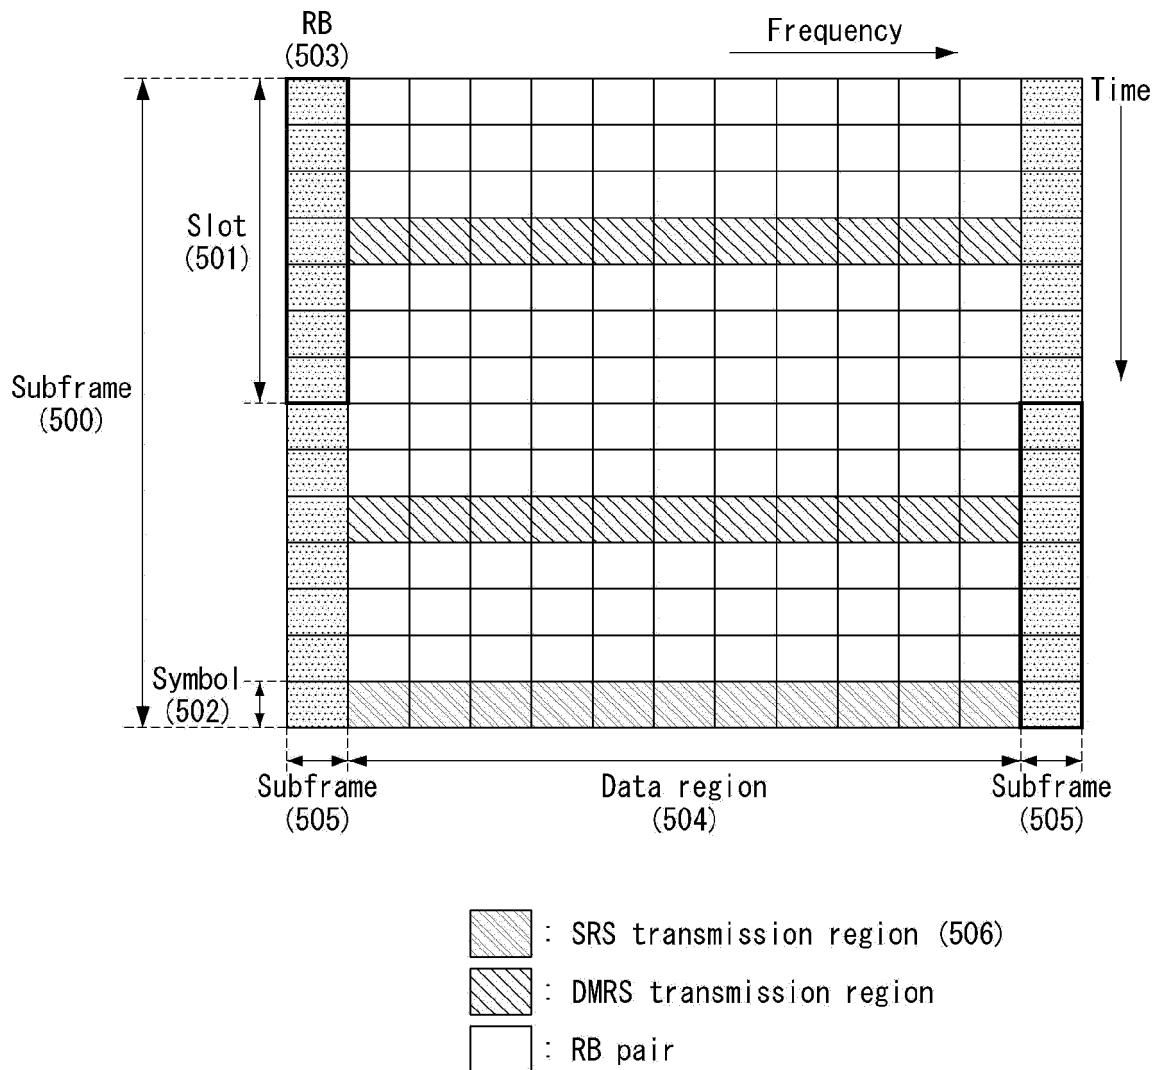 RB
(503)
Frequency
Time
Slot
(501)
Subframe
(500)
Symbol
(502)
Subframe
(505)
Data region
(504)
Subframe
(505)
: SRS transmission region (506)
: DMRS transmission region
: RB pair